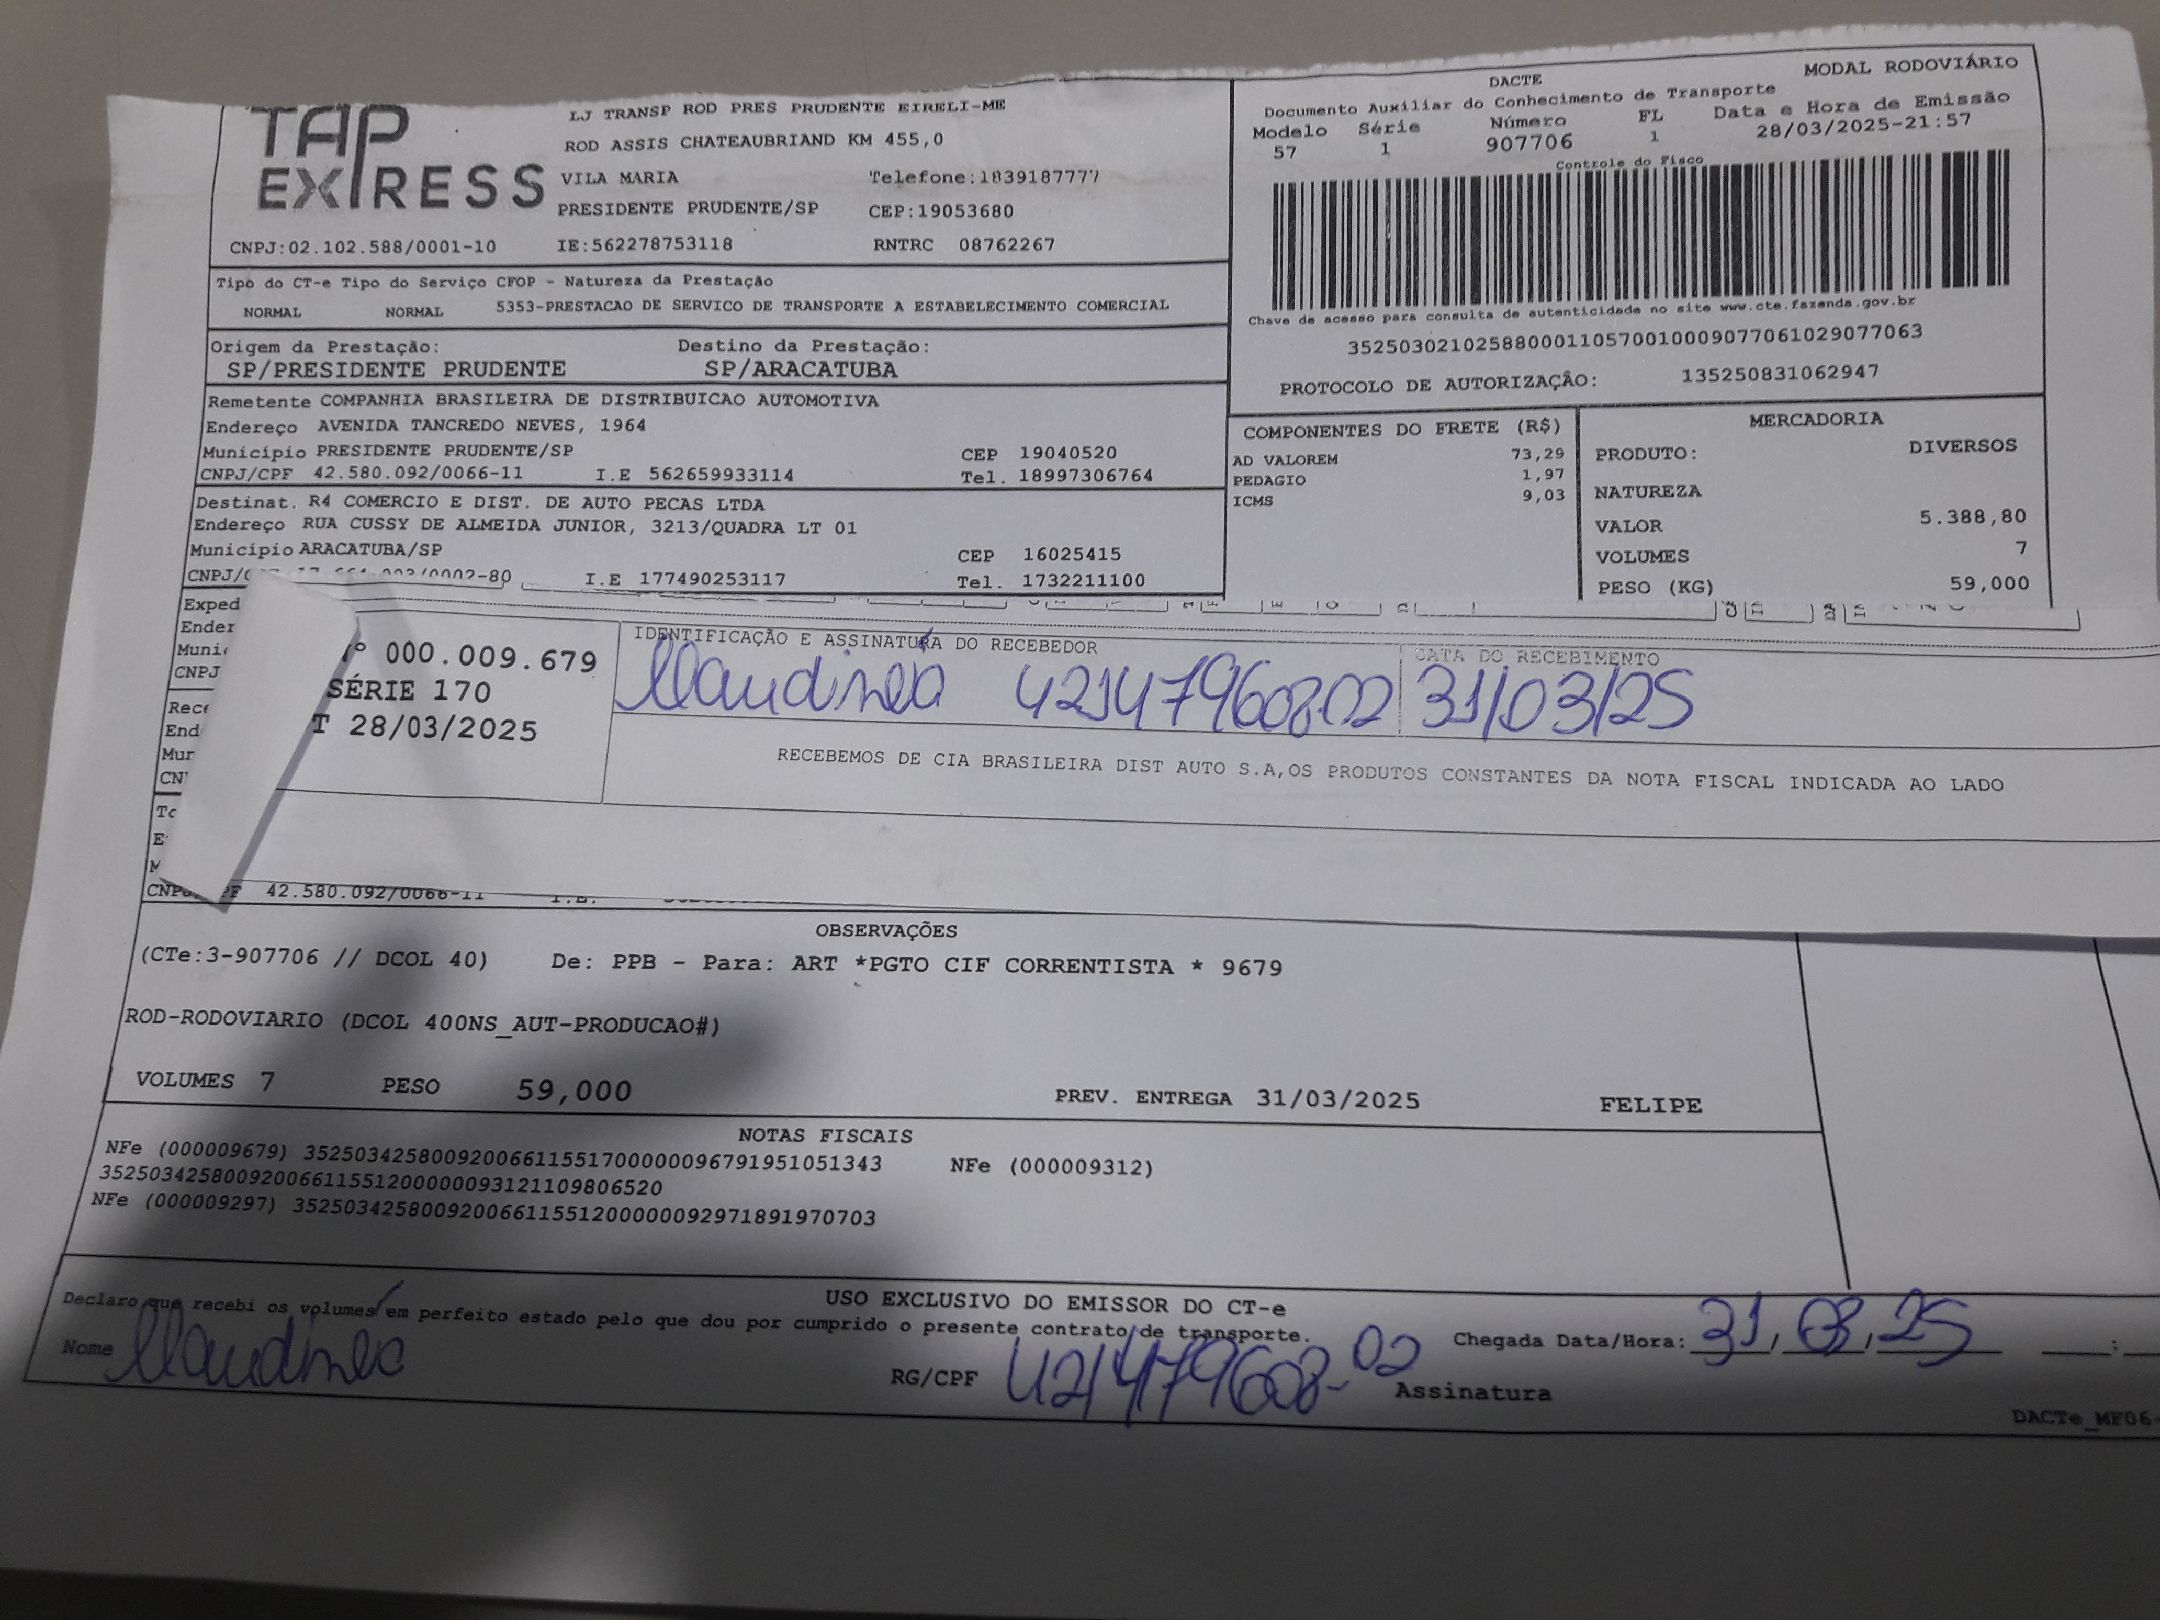 TAP EXPRESS
LJ TRANSP ROD PRES PRUDENTE EIRELI-ME
ROD ASSIS CHATEAUBRIAND KM 455,0
VILA MARIA Telefone:1839187777
PRESIDENTE PRUDENTE/SP CEP:19053680
CNPJ:02.102.588/0001-10 IE:562278753118 RNTRC 08762267
DACTE MODAL RODOVIÁRIO
Documento Auxiliar do Conhecimento de Transporte
Modelo Série Número FL Data e Hora de Emissão
57 1 907706 1 28/03/2025-21:57
Controle do Fisco
Chave de acesso para consulta de autenticidade no site www.cte.fazenda.gov.br
35250302102588000110570010009077061029077063
PROTOCOLO DE AUTORIZAÇÃO: 135250831062947
Tipo do CT-e Tipo do Serviço CFOP - Natureza da Prestação
NORMAL NORMAL 5353-PRESTACAO DE SERVICO DE TRANSPORTE A ESTABELECIMENTO COMERCIAL
Origem da Prestação: Destino da Prestação:
SP/PRESIDENTE PRUDENTE SP/ARACATUBA
Remetente COMPANHIA BRASILEIRA DE DISTRIBUICAO AUTOMOTIVA
Endereço AVENIDA TANCREDO NEVES, 1964
Município PRESIDENTE PRUDENTE/SP CEP 19040520
CNPJ/CPF 42.580.092/0066-11 I.E 562659933114 Tel. 18997306764
Destinat. R4 COMERCIO E DIST. DE AUTO PECAS LTDA
Endereço RUA CUSSY DE ALMEIDA JUNIOR, 3213/QUADRA LT 01
Município ARACATUBA/SP CEP 16025415
CNPJ/C 0002-80 I.E 177490253117 Tel. 1732211100
COMPONENTES DO FRETE (R$)
AD VALOREM 73,29
PEDAGIO 1,97
ICMS 9,03
MERCADORIA
PRODUTO: DIVERSOS
NATUREZA
VALOR 5.388,80
VOLUMES 7
PESO (KG) 59,000
Exped
Ender
Muni
CNPJ
Rece
End
Mur
CN
º 000.009.679
SÉRIE 170
T 28/03/2025
IDENTIFICAÇÃO E ASSINATURA DO RECEBEDOR
Claudinéa 42147960802
DATA DO RECEBIMENTO
31/03/25
RECEBEMOS DE CIA BRASILEIRA DIST AUTO S.A,OS PRODUTOS CONSTANTES DA NOTA FISCAL INDICADA AO LADO
To
E
M
CNPJ PF 42.580.092/0066-11 I.E.
OBSERVAÇÕES
(CTe:3-907706 // DCOL 40) De: PPB - Para: ART *PGTO CIF CORRENTISTA * 9679
ROD-RODOVIARIO (DCOL 400NS_AUT-PRODUCAO#)
VOLUMES 7 PESO 59,000 PREV. ENTREGA 31/03/2025 FELIPE
NOTAS FISCAIS
NFe (000009679) 35250342580092006611551700000096791951051343 NFe (000009312)
35250342580092006611551200000093121109806520
NFe (000009297) 35250342580092006611551200000092971891970703
USO EXCLUSIVO DO EMISSOR DO CT-e
Declaro que recebi os volumes em perfeito estado pelo que dou por cumprido o presente contrato de transporte.
Nome Claudinéa RG/CPF 421479608-02 Chegada Data/Hora: 31/03/25 :
Assinatura
DACTe_MF06-